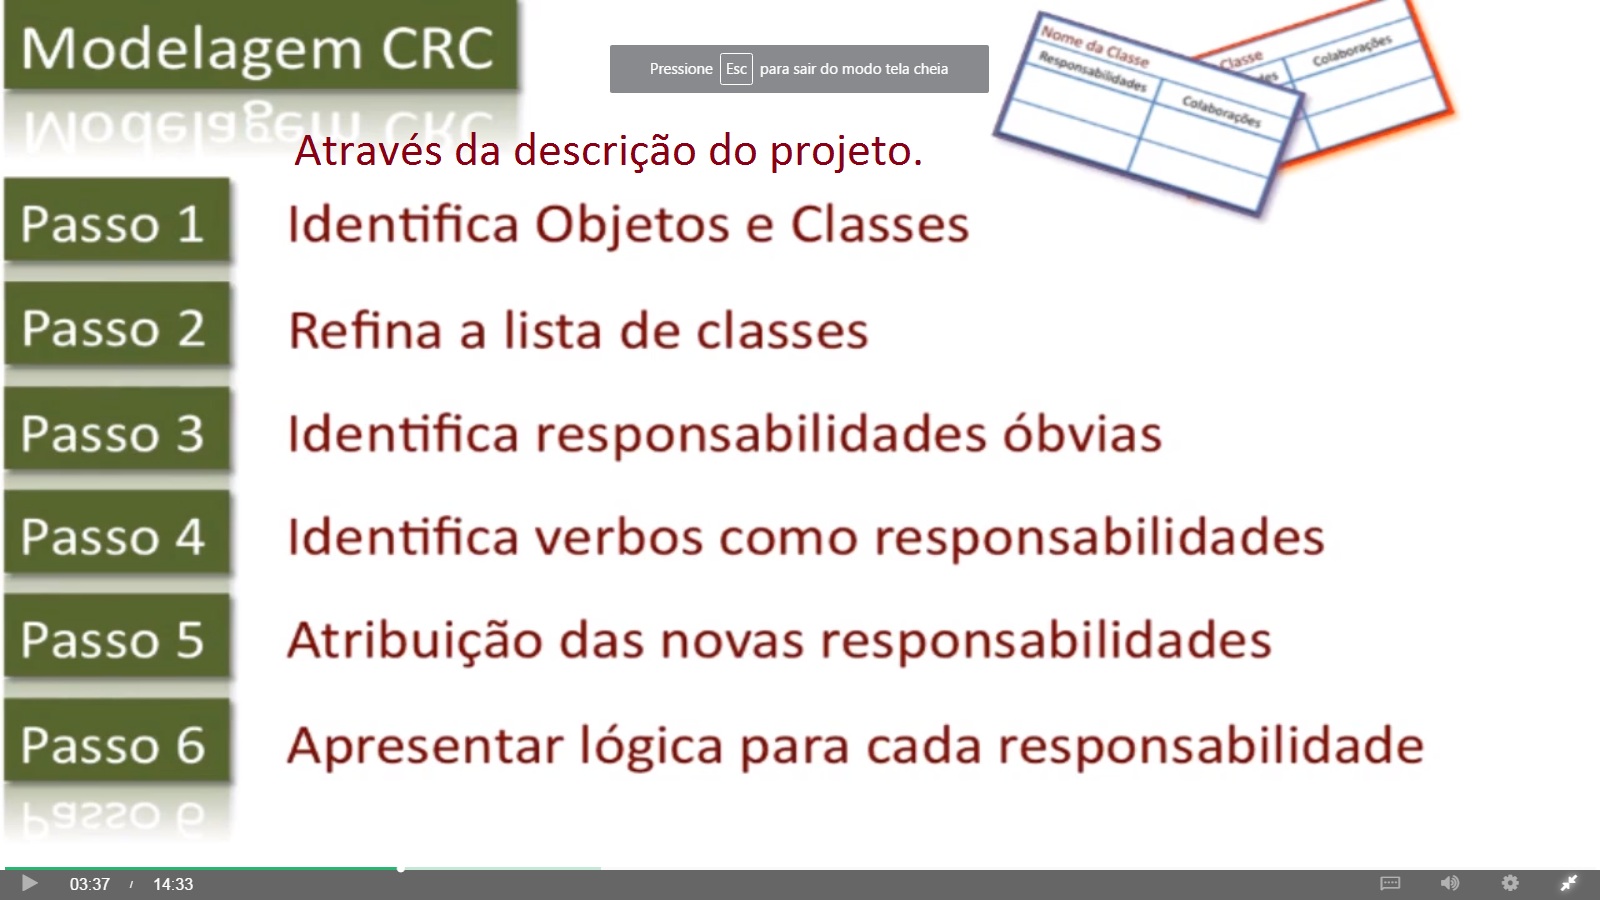 Modelagem CRC
Pressione Esc para sair do modo tela cheia
Nome da Classe
Responsabilidades
Colaborações
Classe
Colaborações
Através da descrição do projeto.
Passo 1
Identifica Objetos e Classes
Passo 2
Refina a lista de classes
Passo 3
Identifica responsabilidades óbvias
Passo 4
Identifica verbos como responsabilidades
Passo 5
Atribuição das novas responsabilidades
Passo 6
Apresentar lógica para cada responsabilidade
03:37 / 14:33